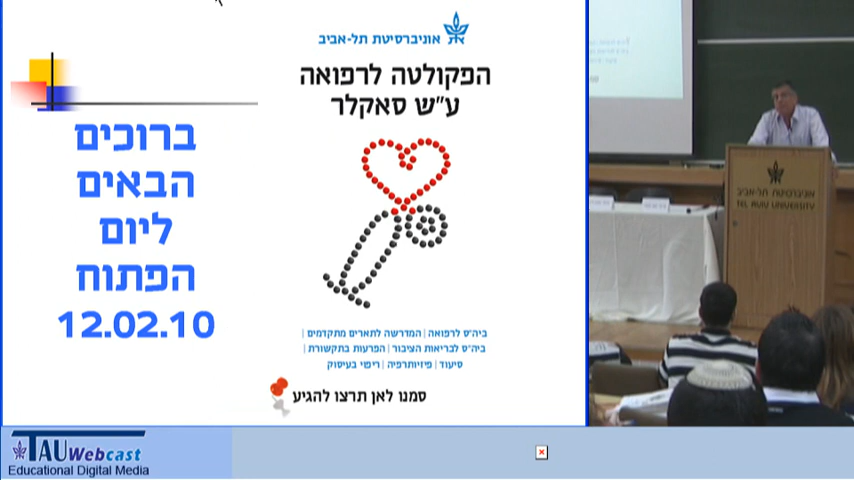 אוניברסיטת תל-אביב
הפקולטה לרפואה
ע"ש סאקלר
ברוכים
הבאים
ליום
הפתוח
12.02.10
ביה"ס לרפואה | המדרשה לתארים מתקדמים |
ביה"ס לבריאות הציבור | הפרעות בתקשורת |
סיעוד | פיזיותרפיה | ריפוי בעיסוק
סמנו לאן תרצו להגיע
אוניברסיטת תל-אביב
TEL AVIV UNIVERSITY
TAU Webcast
Educational Digital Media